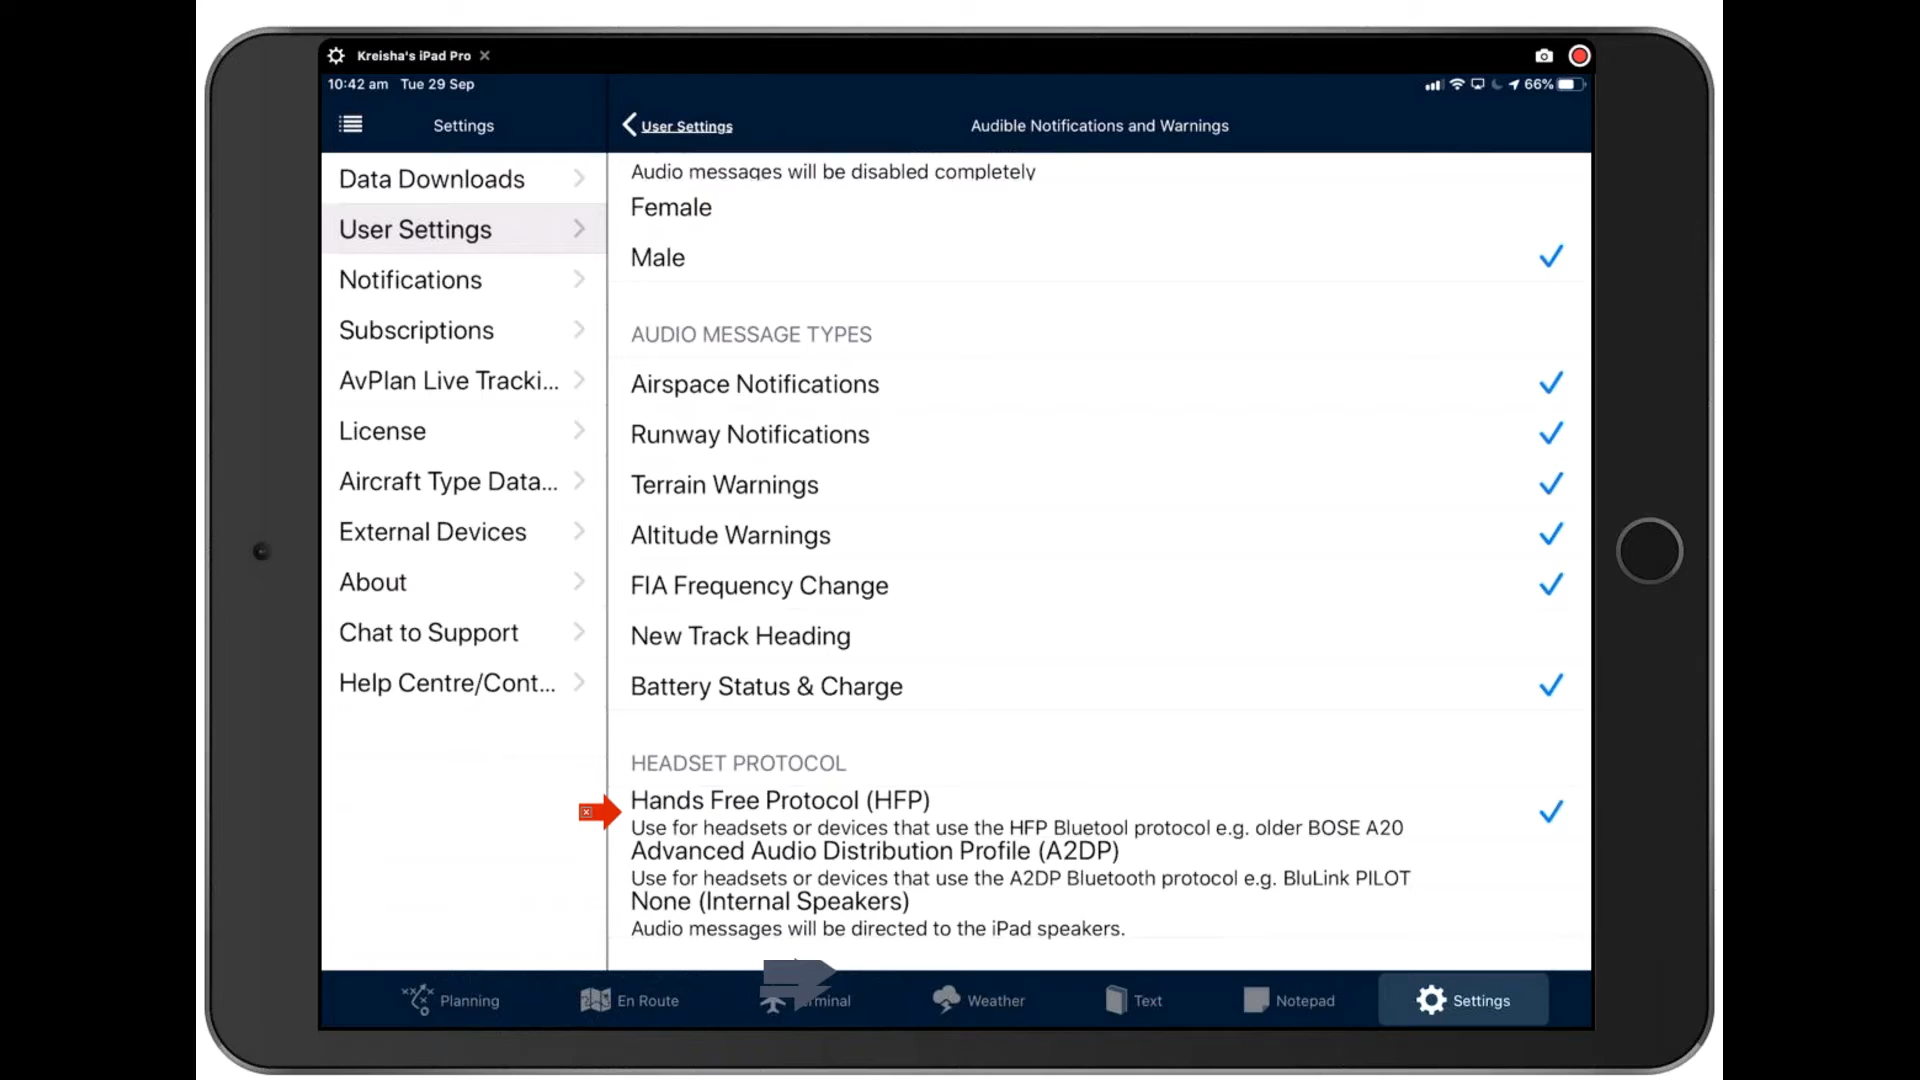 Kreisha's iPad Pro
10:42 am Tue 29 Sep
66%
Settings
User Settings
Audible Notifications and Warnings
Data Downloads
User Settings
Notifications
Subscriptions
AvPlan Live Tracki...
License
Aircraft Type Data...
External Devices
About
Chat to Support
Help Centre/Cont...
Audio messages will be disabled completely
Female
Male
AUDIO MESSAGE TYPES
Airspace Notifications
Runway Notifications
Terrain Warnings
Altitude Warnings
FIA Frequency Change
New Track Heading
Battery Status & Charge
HEADSET PROTOCOL
Hands Free Protocol (HFP)
Use for headsets or devices that use the HFP Bluetool protocol e.g. older BOSE A20
Advanced Audio Distribution Profile (A2DP)
Use for headsets or devices that use the A2DP Bluetooth protocol e.g. BluLink PILOT
None (Internal Speakers)
Audio messages will be directed to the iPad speakers.
Planning
En Route
Weather
Text
Notepad
Settings